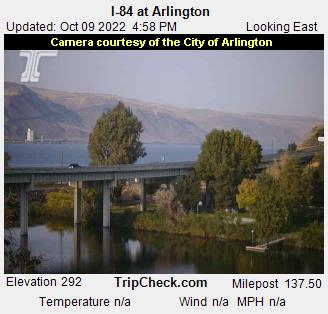 I-84 at Arlington
Updated: Oct 09 2022 4:58 PM Looking East
Camera courtesy of the City of Arlington
Elevation 292 TripCheck.com Milepost 137.50
Temperature n/a Wind n/a MPH n/a